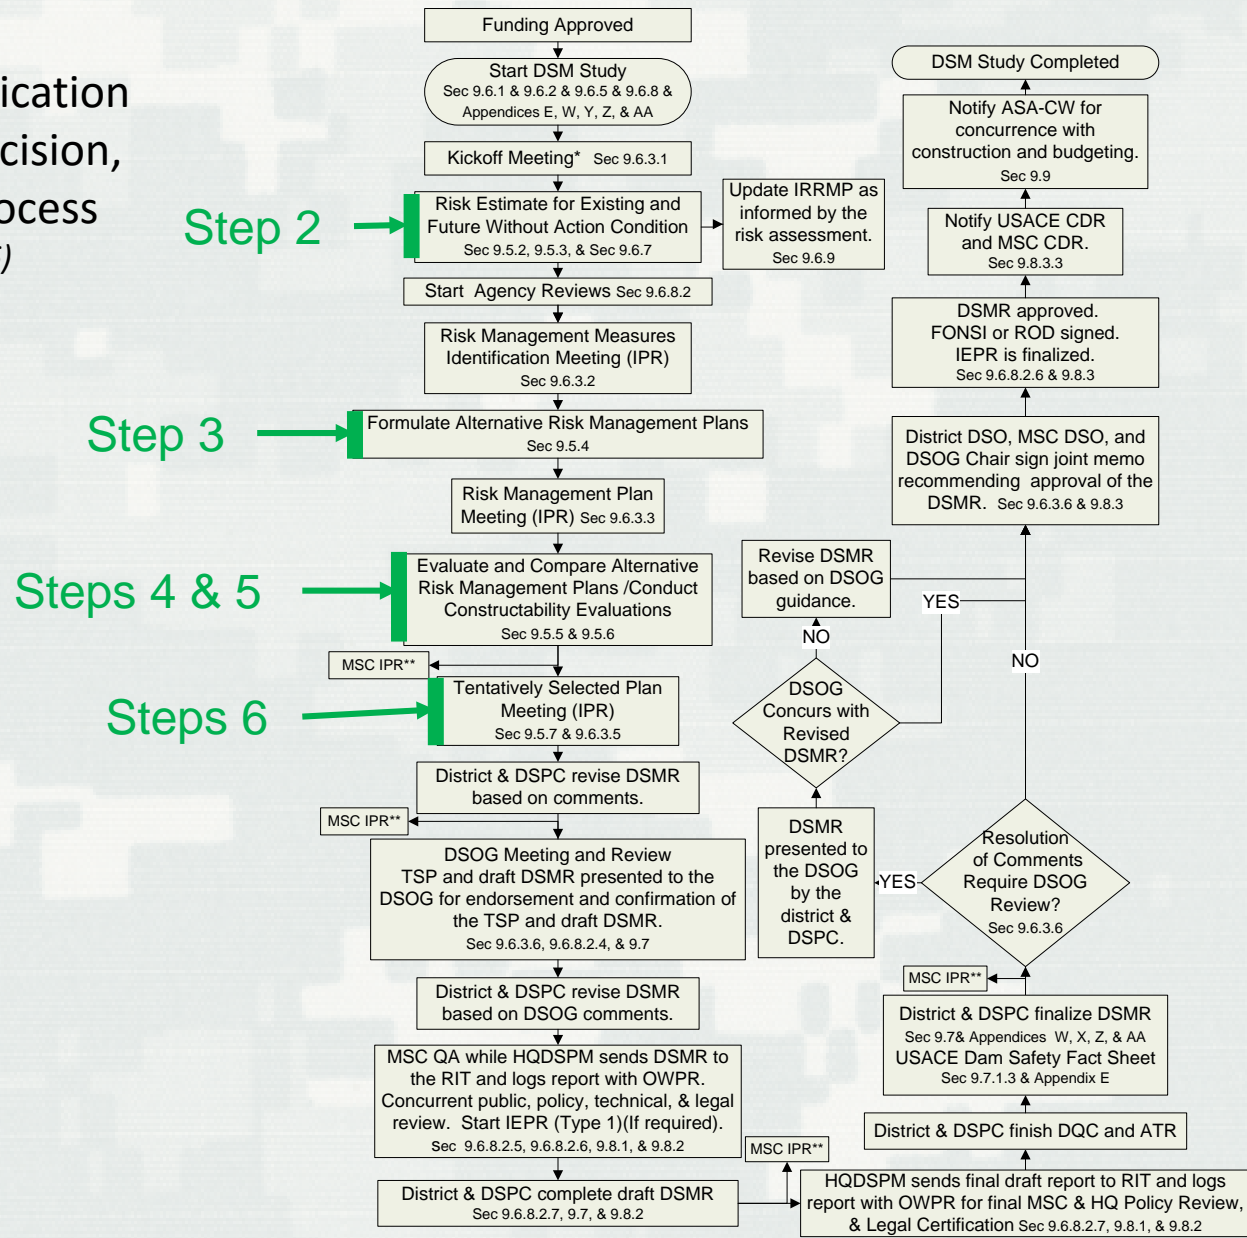 ication
cision,
ocess
Step 2
Step 3
Steps 4 & 5
Steps 6
Funding Approved
Start DSM Study
Sec 9.6.1 & 9.6.2 & 9.6.5 & 9.6.8 &
Appendices E, W, Y, Z, & AA
Kickoff Meeting* Sec 9.6.3.1
Risk Estimate for Existing and
Future Without Action Condition
Sec 9.5.2, 9.5.3, & Sec 9.6.7
Update IRRMP as
informed by the
risk assessment.
Sec 9.6.9
Start Agency Reviews Sec 9.6.8.2
Risk Management Measures
Identification Meeting (IPR)
Sec 9.6.3.2
Formulate Alternative Risk Management Plans
Sec 9.5.4
Risk Management Plan
Meeting (IPR) Sec 9.6.3.3
Evaluate and Compare Alternative
Risk Management Plans /Conduct
Constructability Evaluations
Sec 9.5.5 & 9.5.6
MSC IPR**
Tentatively Selected Plan
Meeting (IPR)
Sec 9.5.7 & 9.6.3.5
District & DSPC revise DSMR
based on comments.
MSC IPR**
DSOG Meeting and Review
TSP and draft DSMR presented to the
DSOG for endorsement and confirmation of
the TSP and draft DSMR.
Sec 9.6.3.6, 9.6.8.2.4, & 9.7
District & DSPC revise DSMR
based on DSOG comments.
MSC QA while HQDSPM sends DSMR to
the RIT and logs report with OWPR.
Concurrent public, policy, technical, & legal
review. Start IEPR (Type 1)(If required).
Sec 9.6.8.2.5, 9.6.8.2.6, 9.8.1, & 9.8.2
District & DSPC complete draft DSMR
Sec 9.6.8.2.7, 9.7, & 9.8.2
MSC IPR**
HQDSPM sends final draft report to RIT and logs
report with OWPR for final MSC & HQ Policy Review,
& Legal Certification Sec 9.6.8.2.7, 9.8.1, & 9.8.2
District & DSPC finish DQC and ATR
District & DSPC finalize DSMR
Sec 9.7& Appendices W, X, Z, & AA
USACE Dam Safety Fact Sheet
Sec 9.7.1.3 & Appendix E
MSC IPR**
Resolution
of Comments
Require DSOG
Review?
Sec 9.6.3.6
YES
NO
DSMR
presented to
the DSOG
by the
district &
DSPC.
DSOG
Concurs with
Revised
DSMR?
NO
YES
Revise DSMR
based on DSOG
guidance.
District DSO, MSC DSO, and
DSOG Chair sign joint memo
recommending approval of the
DSMR. Sec 9.6.3.6 & 9.8.3
DSMR approved.
FONSI or ROD signed.
IEPR is finalized.
Sec 9.6.8.2.6 & 9.8.3
Notify USACE CDR
and MSC CDR.
Sec 9.8.3.3
Notify ASA-CW for
concurrence with
construction and budgeting.
Sec 9.9
DSM Study Completed